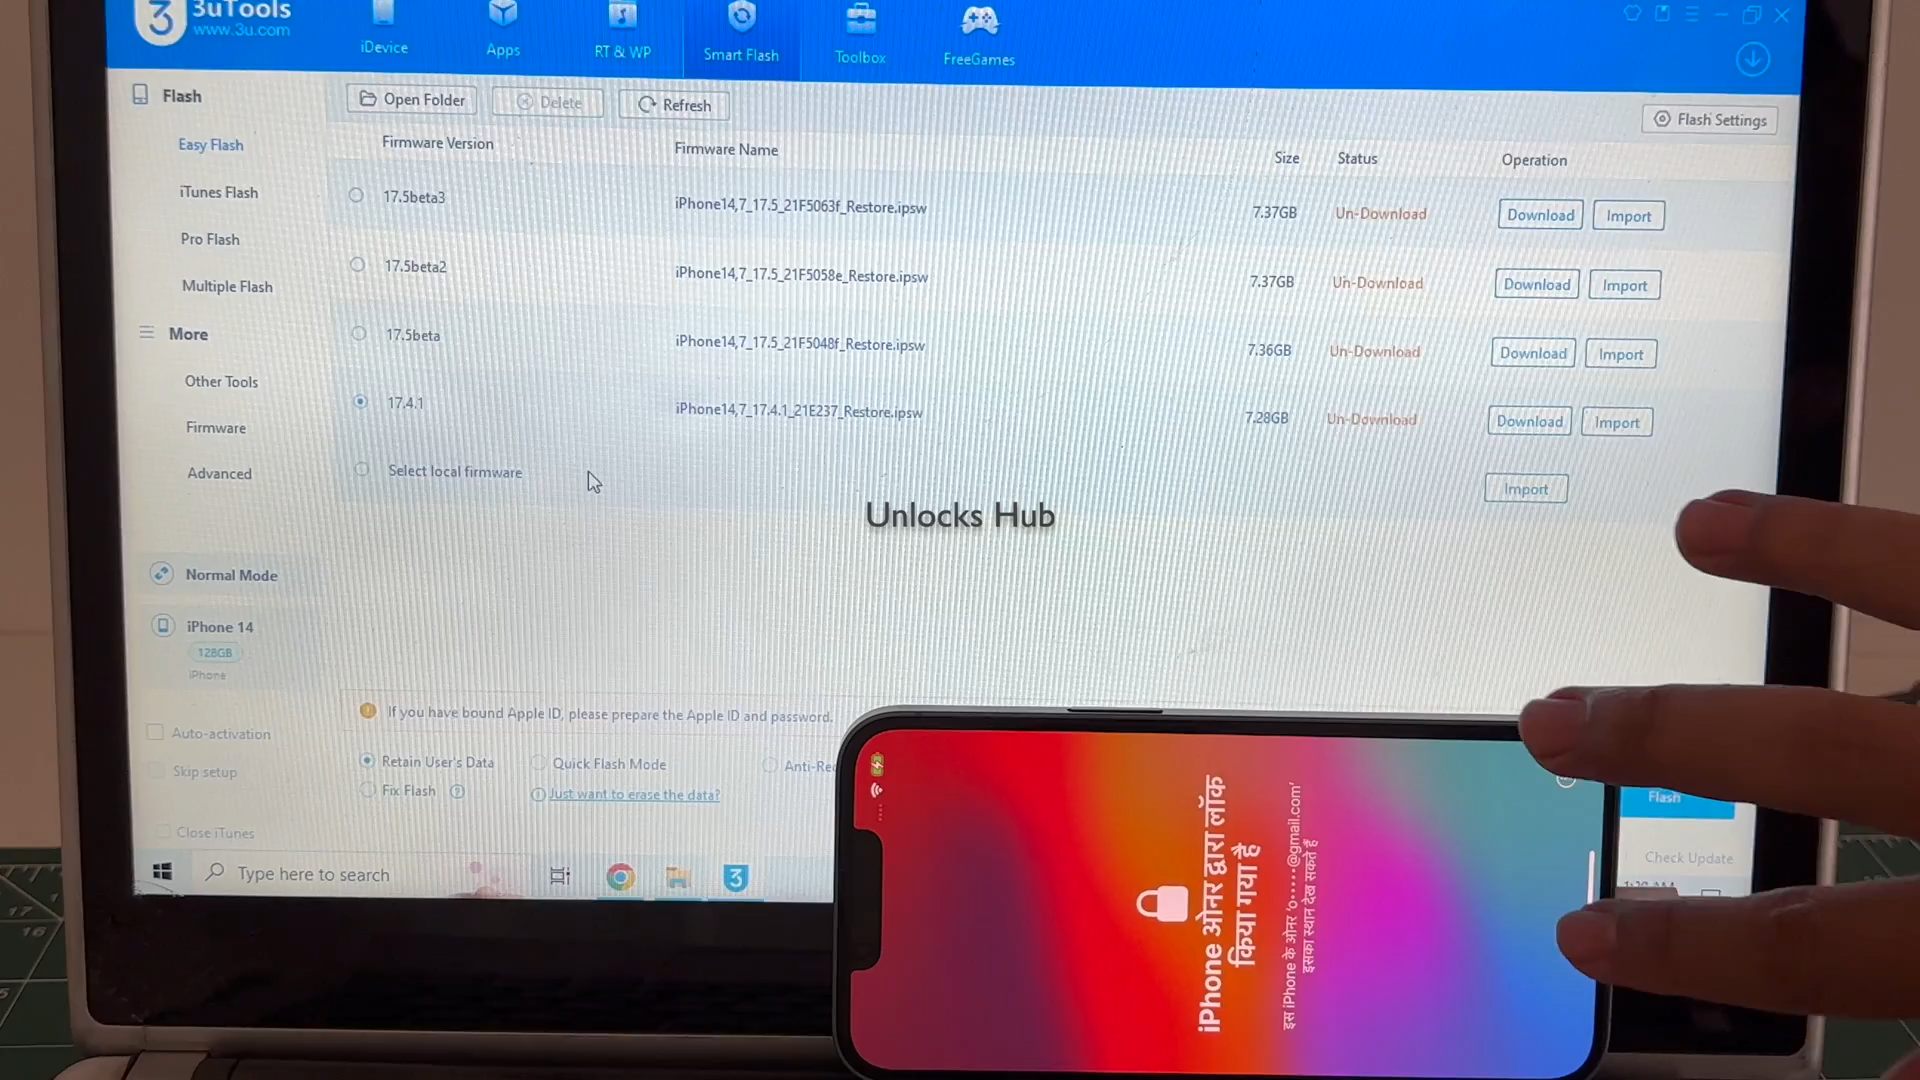 3uTools
www.3u.com
iDevice
Apps
RT & WP
Smart Flash
Toolbox
FreeGames
Flash
Easy Flash
iTunes Flash
Pro Flash
Multiple Flash
More
Other Tools
Firmware
Advanced
Open Folder
Delete
Refresh
Flash Settings
Firmware Version
Firmware Name
Size
Status
Operation
17.5beta3
iPhone14,7_17.5_21F5063f_Restore.ipsw
7.37GB
Un-Download
Download
Import
17.5beta2
iPhone14,7_17.5_21F5058e_Restore.ipsw
7.37GB
Un-Download
Download
Import
17.5beta
iPhone14,7_17.5_21F5048f_Restore.ipsw
7.36GB
Un-Download
Download
Import
17.4.1
iPhone14,7_17.4.1_21E237_Restore.ipsw
7.28GB
Un-Download
Download
Import
Select local firmware
Import
Unlocks Hub
Normal Mode
iPhone 14
128GB
iPhone
Auto-activation
Skip setup
Close iTunes
If you have bound Apple ID, please prepare the Apple ID and password.
Retain User's Data
Quick Flash Mode
Fix Flash
Just want to erase the data?
Flash
Check Update
Type here to search
iPhone ओनर द्वारा लॉक
किया गया है
इस iPhone के ओनर 'o•••••@gmail.com'
इसका स्थान देख सकते हैं